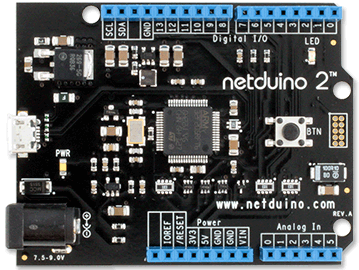 SCL
SDA
GND
13
12
11
10
9
8
7
6
5
4
3
2
1
0
Digital I/O
LED
netduino 2™
BTN
PWR
REV.A
www.netduino.com
7.5-9.0V
IOREF
/RESET
3V3
5V
GND
GND
VIN
Power
Analog In
0
1
2
3
4
5